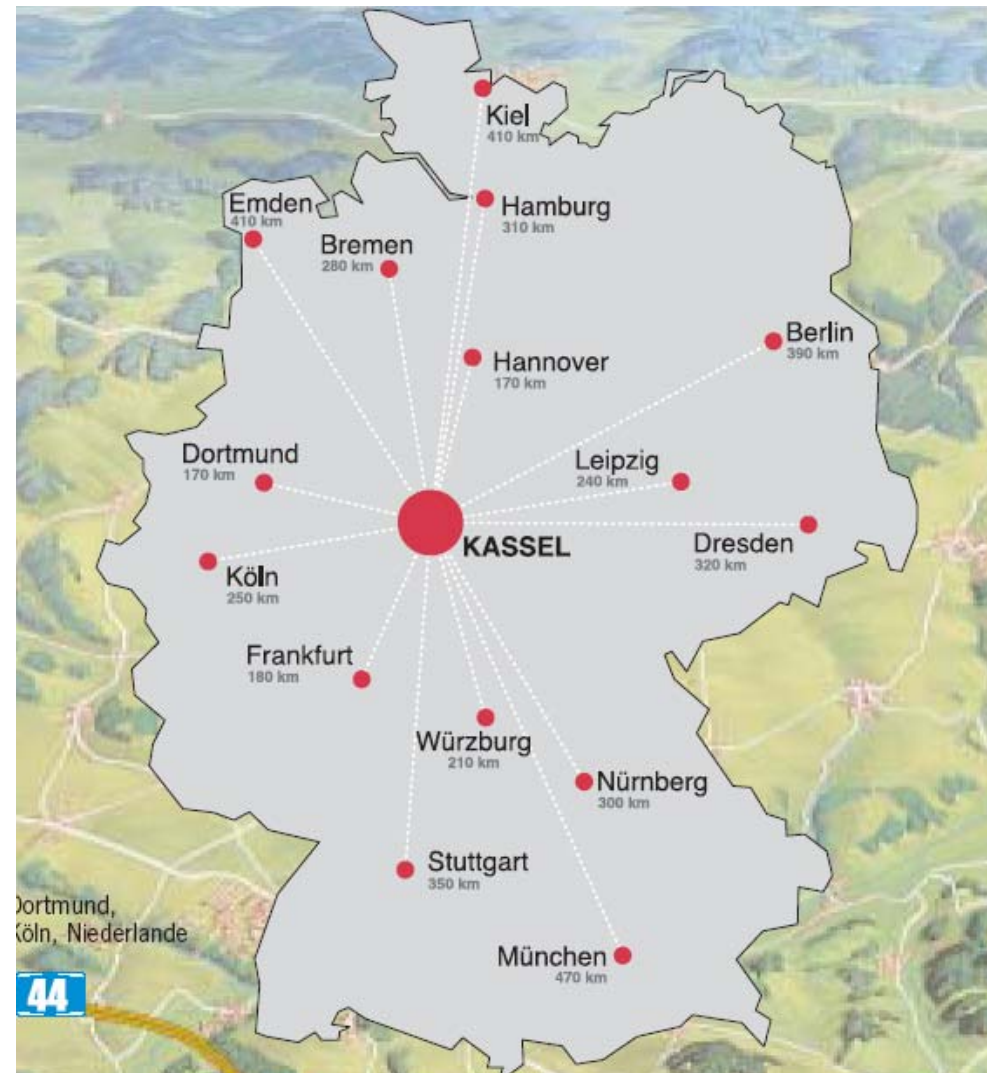 Kiel
410 km
Emden
410 km
Hamburg
310 km
Bremen
280 km
Berlin
390 km
Hannover
170 km
Dortmund
170 km
Leipzig
240 km
KASSEL
Dresden
320 km
Köln
250 km
Frankfurt
180 km
Würzburg
210 km
Nürnberg
300 km
Stuttgart
350 km
Dortmund,
Köln, Niederlande
München
470 km
44